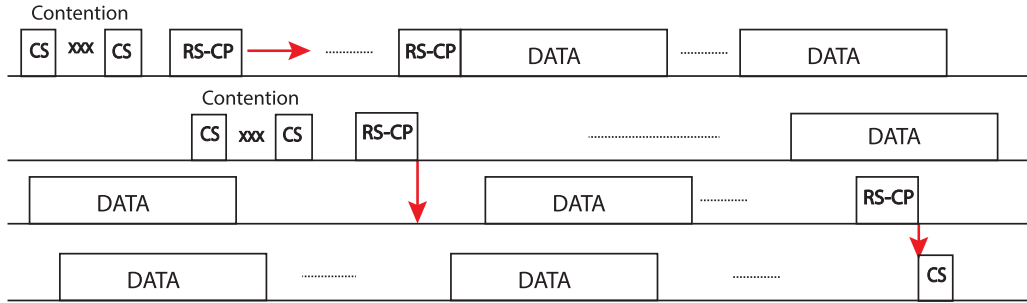 Contention
CS xxx CS RS-CP RS-CP DATA DATA
Contention
CS xxx CS RS-CP DATA
DATA DATA RS-CP
DATA DATA CS